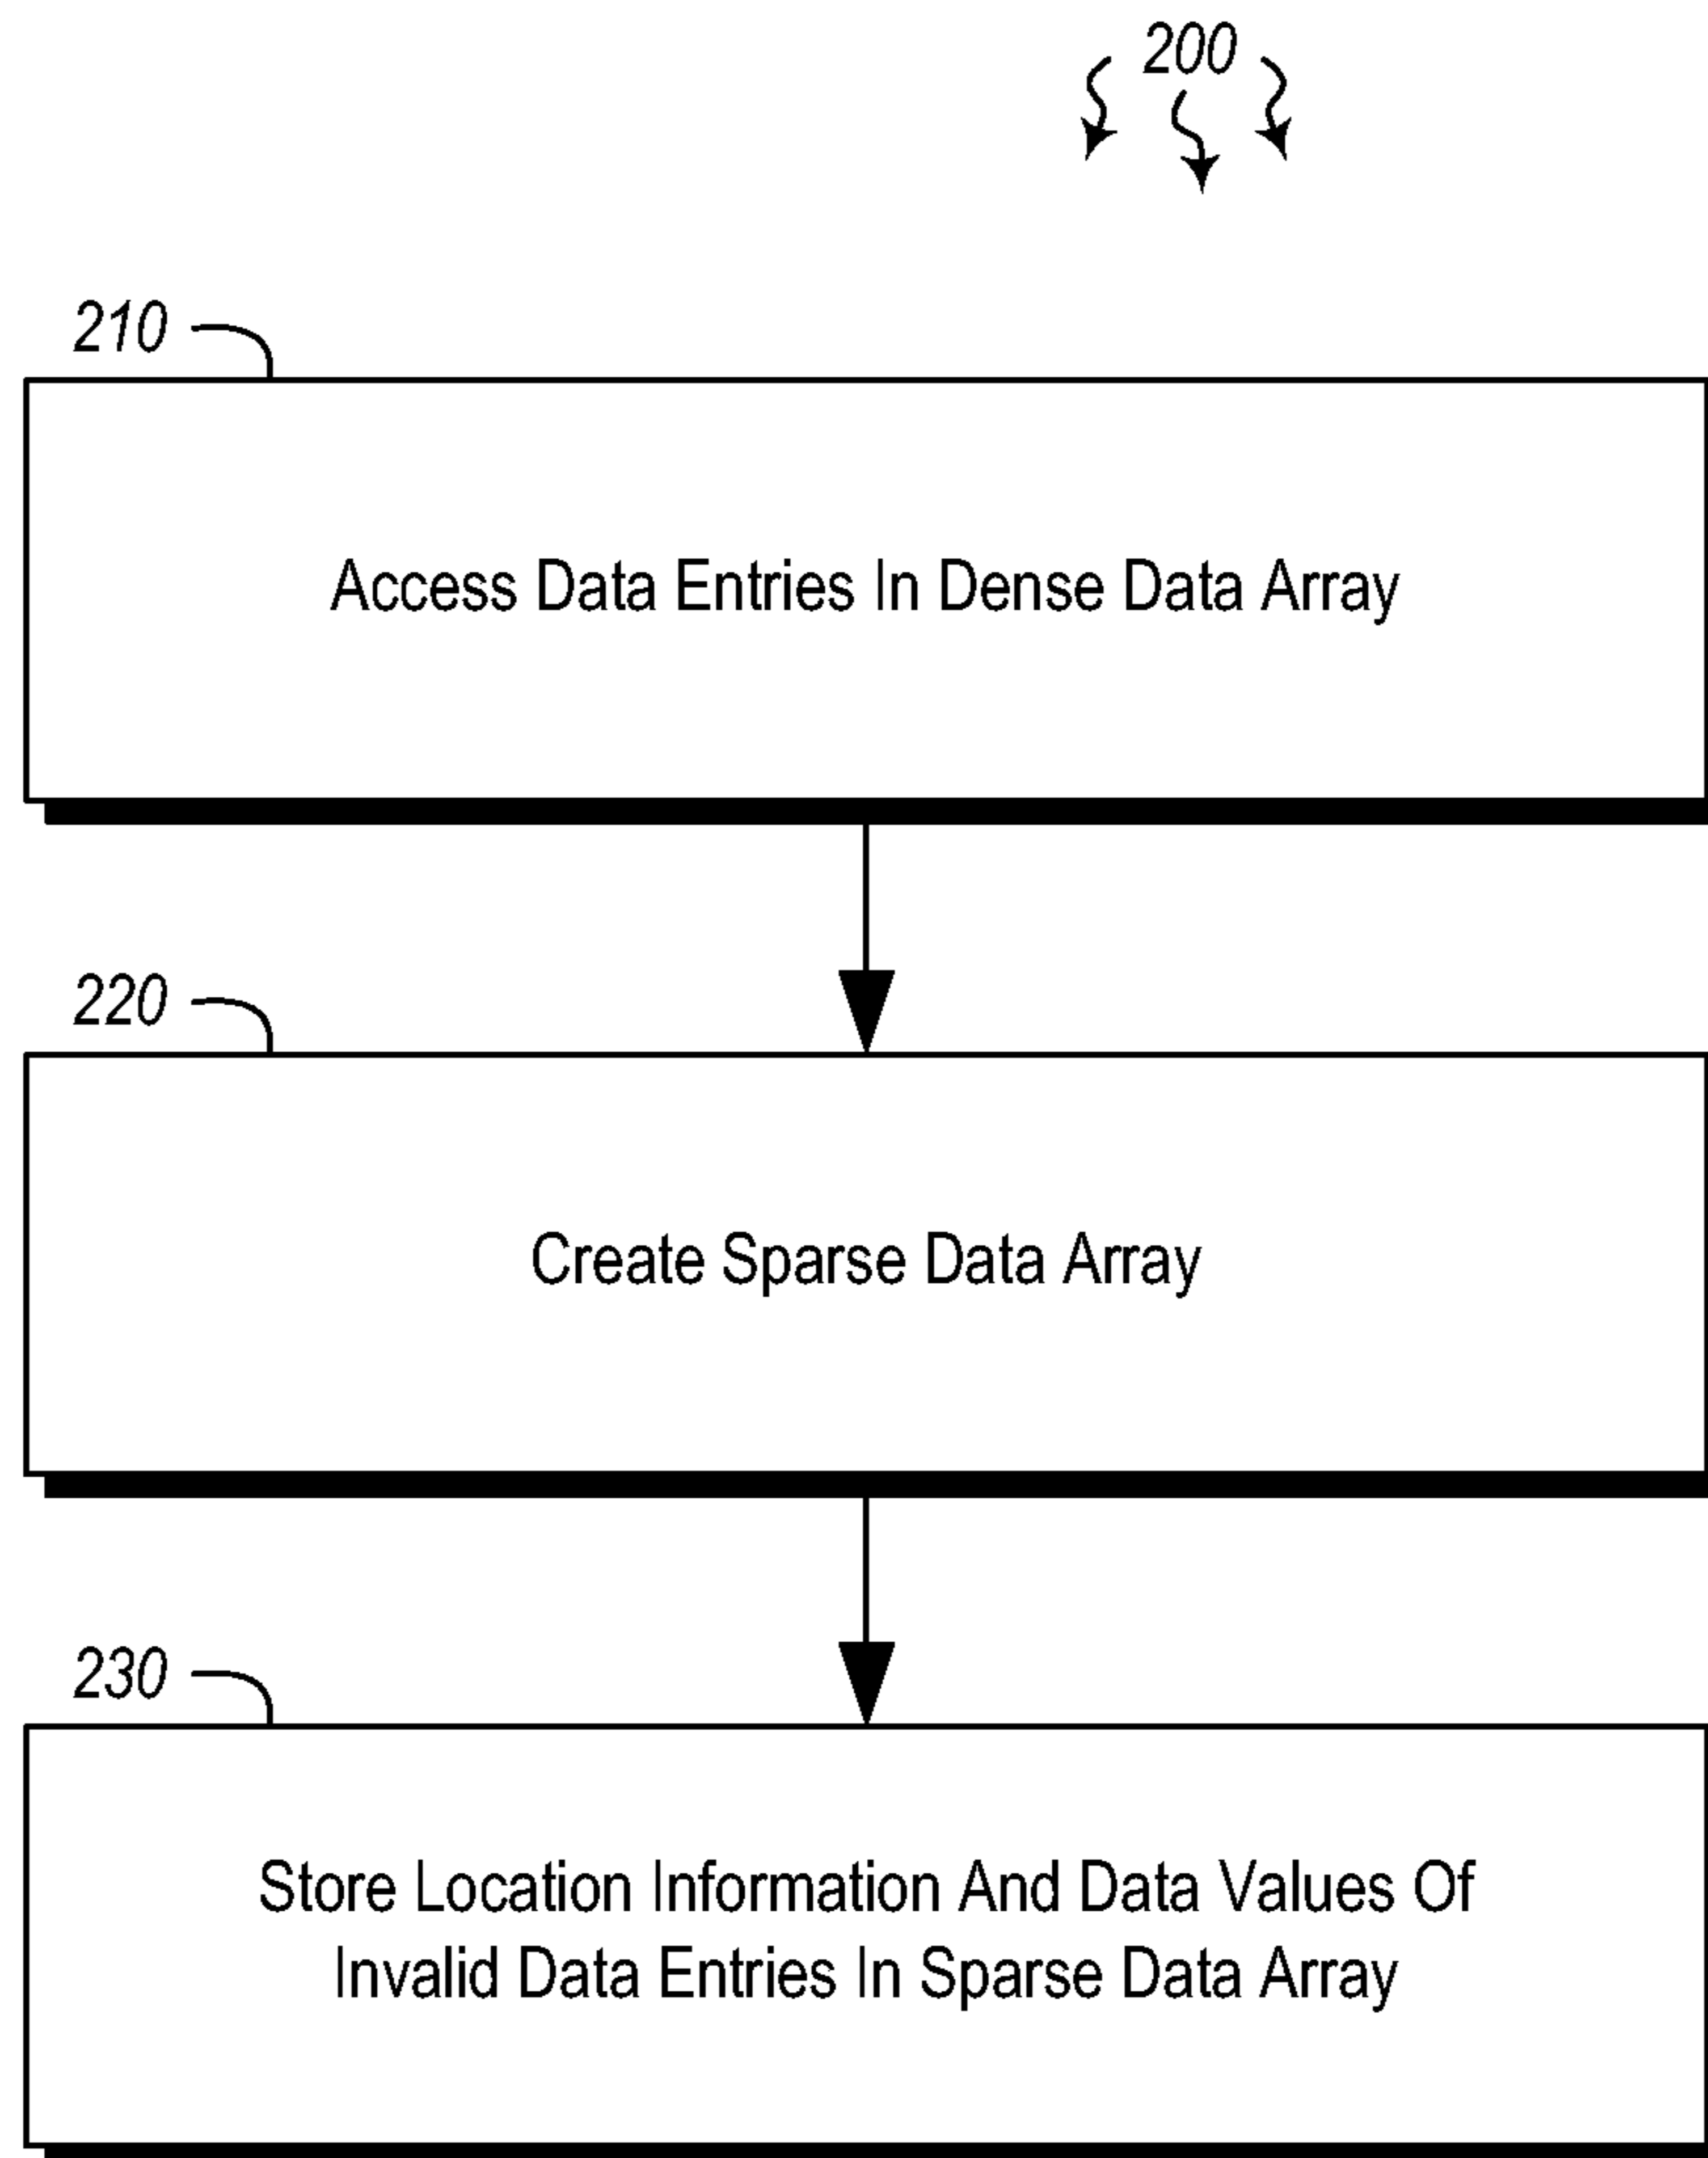 200
210
Access Data Entries In Dense Data Array
220
Create Sparse Data Array
230
Store Location Information And Data Values Of
Invalid Data Entries In Sparse Data Array